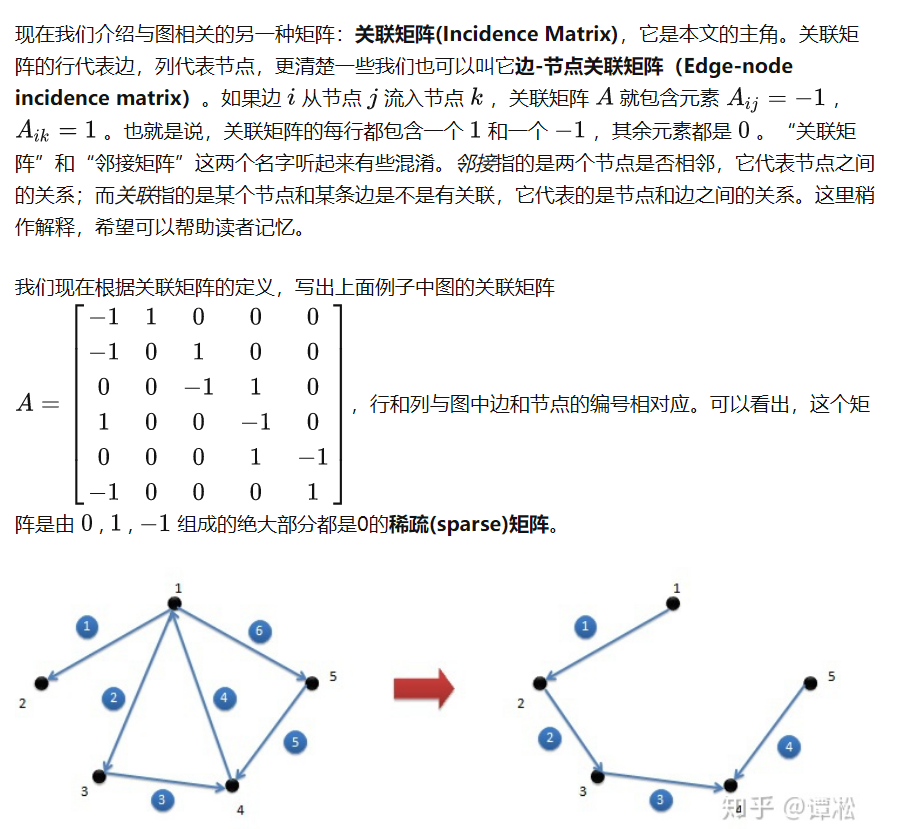 现在我们介绍与图相关的另一种矩阵：关联矩阵(Incidence Matrix)，它是本文的主角。关联矩
阵的行代表边，列代表节点，更清楚一些我们也可以叫它边-节点关联矩阵（Edge-node
incidence matrix）。如果边 i 从节点 j 流入节点 k ，关联矩阵 A 就包含元素 A_{ij} = −1 ，
A_{ik} = 1 。也就是说，关联矩阵的每行都包含一个 1 和一个 −1 ，其余元素都是 0 。“关联矩
阵”和“邻接矩阵”这两个名字听起来有些混淆。邻接指的是两个节点是否相邻，它代表节点之间
的关系；而关联指的是某个节点和某条边是不是有关联，它代表的是节点和边之间的关系。这里稍
作解释，希望可以帮助读者记忆。
我们现在根据关联矩阵的定义，写出上面例子中图的关联矩阵
−1 1 0 0 0
−1 0 1 0 0
0 0 −1 1 0
A = ，行和列与图中边和节点的编号相对应。可以看出，这个矩
1 0 0 −1 0
0 0 0 1 −1
−1 0 0 0 1
阵是由 0 , 1 , −1 组成的绝大部分都是0的稀疏(sparse)矩阵。
1
1
6
5
2
2
4
5
3
3
4
1
1
5
2
2
4
3
3
4
知乎 @谭凇